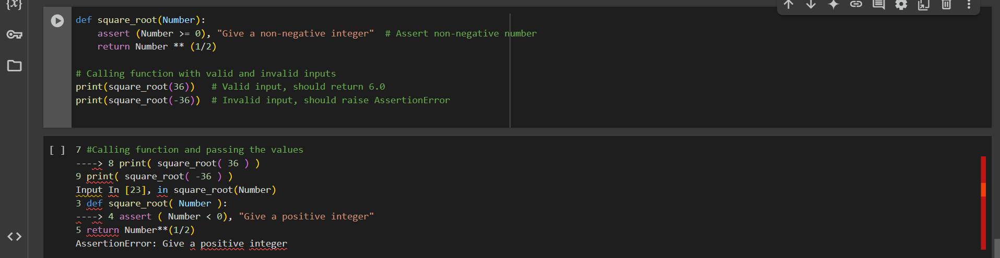 {x}
def square_root(Number):
    assert (Number >= 0), "Give a non-negative integer"  # Assert non-negative number
    return Number ** (1/2)
# Calling function with valid and invalid inputs
print(square_root(36))   # Valid input, should return 6.0
print(square_root(-36))  # Invalid input, should raise AssertionError
[ ] 7 #Calling function and passing the values
----> 8 print( square_root( 36 ) )
9 print( square_root( -36 ) )
Input In [23], in square_root(Number)
3 def square_root( Number ):
----> 4 assert ( Number < 0), "Give a positive integer"
5 return Number**(1/2)
AssertionError: Give a positive integer